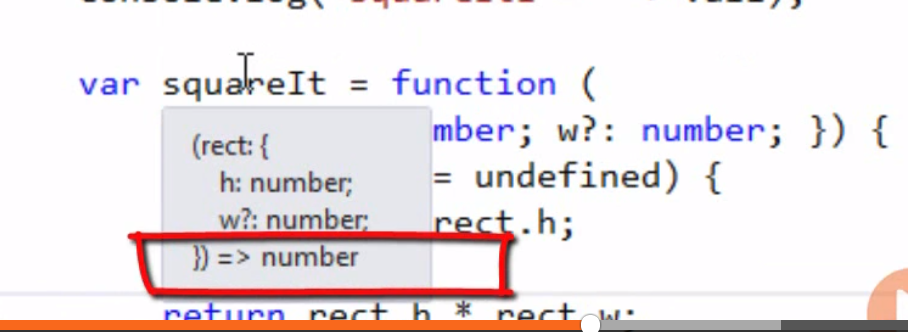 var squareIt = function (
mber; w?: number; }) {
= undefined) {
rect.h;
(rect: {
h: number;
w?: number;
}) => number
return rect.h * rect.w;